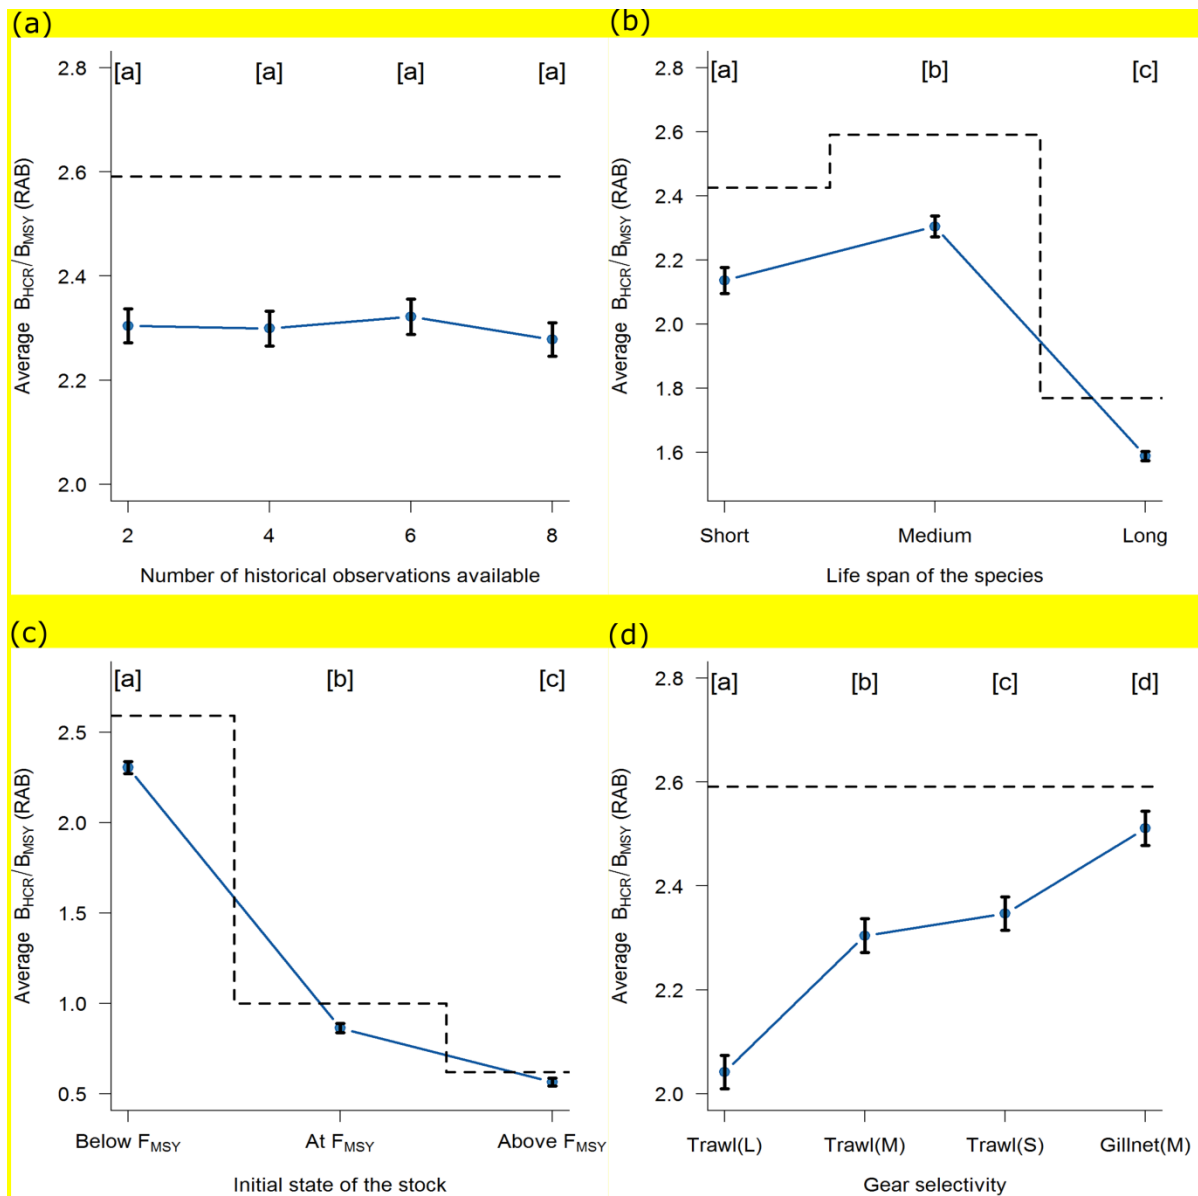 (a)
[a] [a] [a] [a]
2.8
2.6
2.4
2.2
2.0
Average B_HCR/B_MSY (RAB)
2 4 6 8
Number of historical observations available
(b)
[a] [b] [c]
2.8
2.6
2.4
2.2
2.0
1.8
1.6
Average B_HCR/B_MSY (RAB)
Short Medium Long
Life span of the species
(c)
[a] [b] [c]
2.5
2.0
1.5
1.0
0.5
Average B_HCR/B_MSY (RAB)
Below F_MSY At F_MSY Above F_MSY
Initial state of the stock
(d)
[a] [b] [c] [d]
2.8
2.6
2.4
2.2
2.0
Average B_HCR/B_MSY (RAB)
Trawl(L) Trawl(M) Trawl(S) Gillnet(M)
Gear selectivity